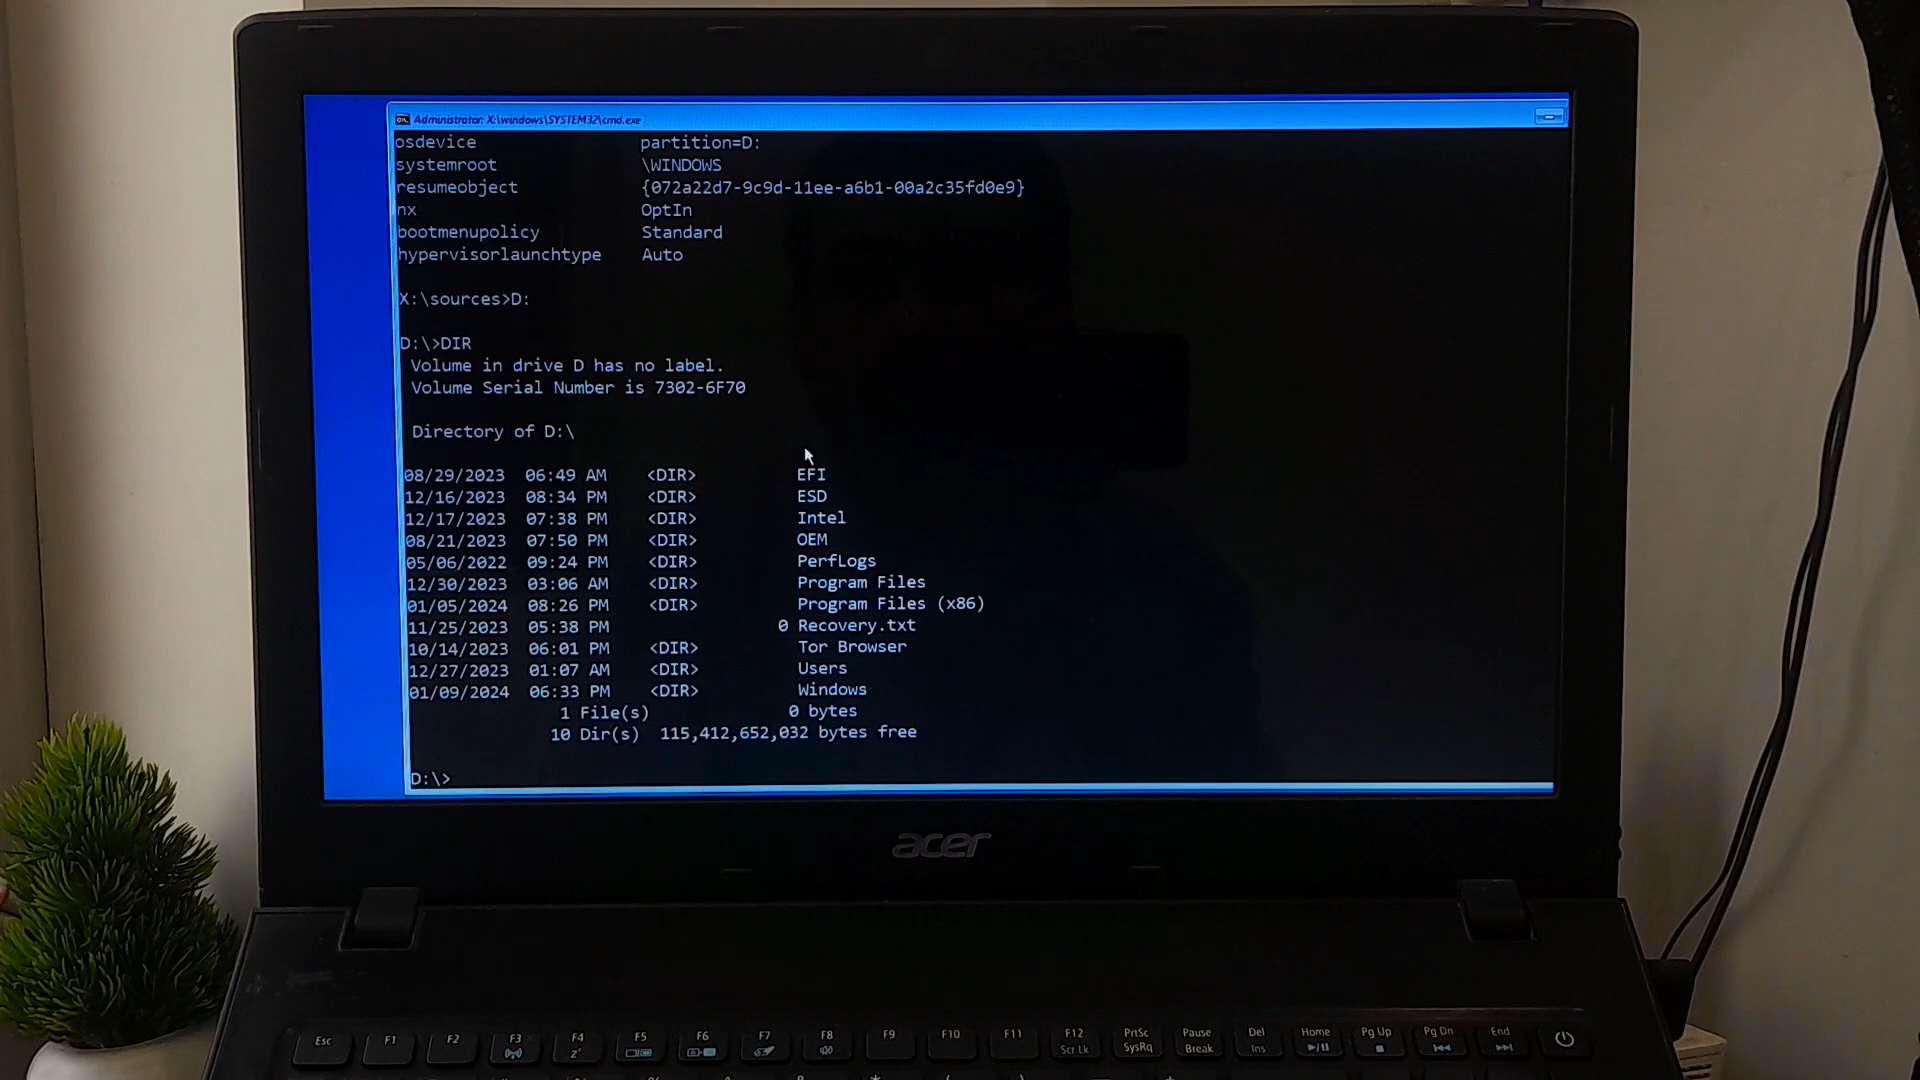 Administrator: X:\windows\SYSTEM32\cmd.exe
osdevice partition=D:
systemroot \WINDOWS
resumeobject {072a22d7-9c9d-11ee-a6b1-00a2c35fd0e9}
nx OptIn
bootmenupolicy Standard
hypervisorlaunchtype Auto
X:\sources>D:
D:\>DIR
Volume in drive D has no label.
Volume Serial Number is 7302-6F70
Directory of D:\
08/29/2023 06:49 AM <DIR> EFI
12/16/2023 08:34 PM <DIR> ESD
12/17/2023 07:38 PM <DIR> Intel
08/21/2023 07:50 PM <DIR> OEM
05/06/2022 09:24 PM <DIR> PerfLogs
12/30/2023 03:06 AM <DIR> Program Files
01/05/2024 08:26 PM <DIR> Program Files (x86)
11/25/2023 05:38 PM 0 Recovery.txt
10/14/2023 06:01 PM <DIR> Tor Browser
12/27/2023 01:07 AM <DIR> Users
01/09/2024 06:33 PM <DIR> Windows
1 File(s) 0 bytes
10 Dir(s) 115,412,652,032 bytes free
D:\>
acer
Esc F1 F2 F3 F4 F5 F6 F7 F8 F9 F10 F11 F12 PrtSc Pause Del Home Pg Up Pg Dn End
Scr Lk SysRq Break Ins